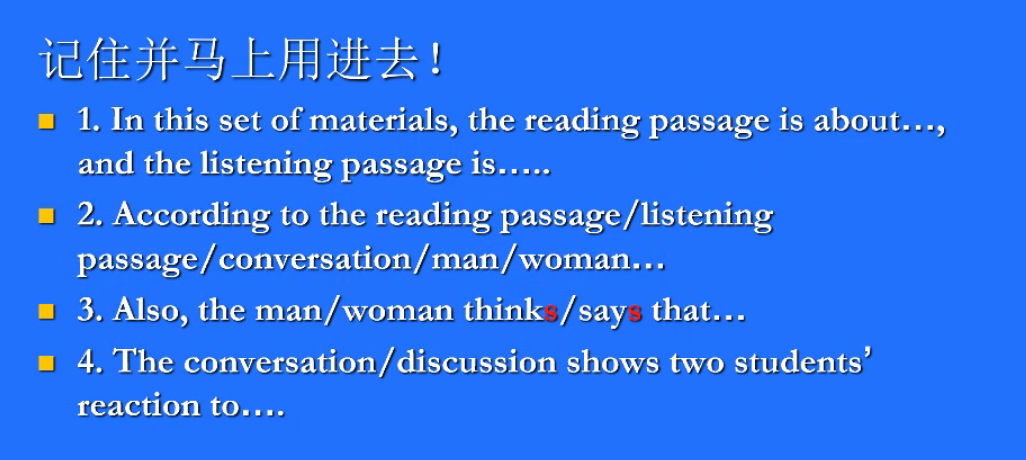 记住并马上用进去！
1. In this set of materials, the reading passage is about…,
and the listening passage is…..
2. According to the reading passage/listening
passage/conversation/man/woman…
3. Also, the man/woman thinks/says that…
4. The conversation/discussion shows two students’
reaction to….